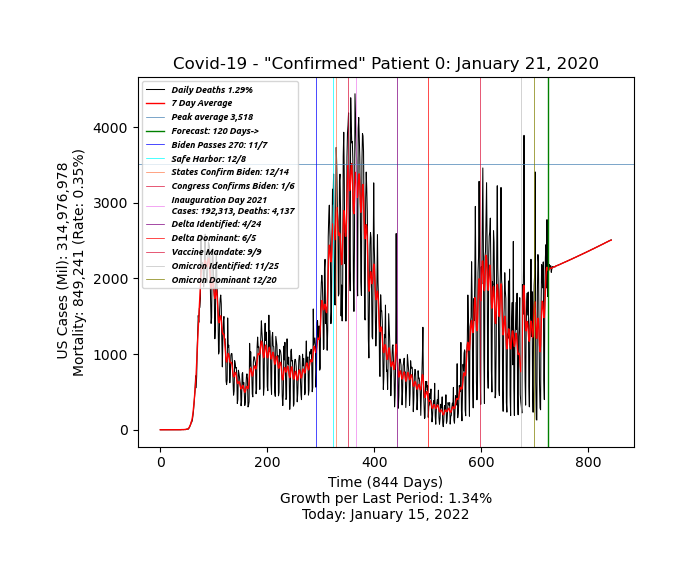 Covid-19 - "Confirmed" Patient 0: January 21, 2020
Daily Deaths 1.29%
7 Day Average
Peak average 3,518
Forecast: 120 Days->
Biden Passes 270: 11/7
Safe Harbor: 12/8
States Confirm Biden: 12/14
Congress Confirms Biden: 1/6
Inauguration Day 2021
Cases: 192,313, Deaths: 4,137
Delta Identified: 4/24
Delta Dominant: 6/5
Vaccine Mandate: 9/9
Omicron Identified: 11/25
Omicron Dominant 12/20
US Cases (Mil): 314,976,978
Mortality: 849,241 (Rate: 0.35%)
4000
3000
2000
1000
0
0 200 400 600 800
Time (844 Days)
Growth per Last Period: 1.34%
Today: January 15, 2022